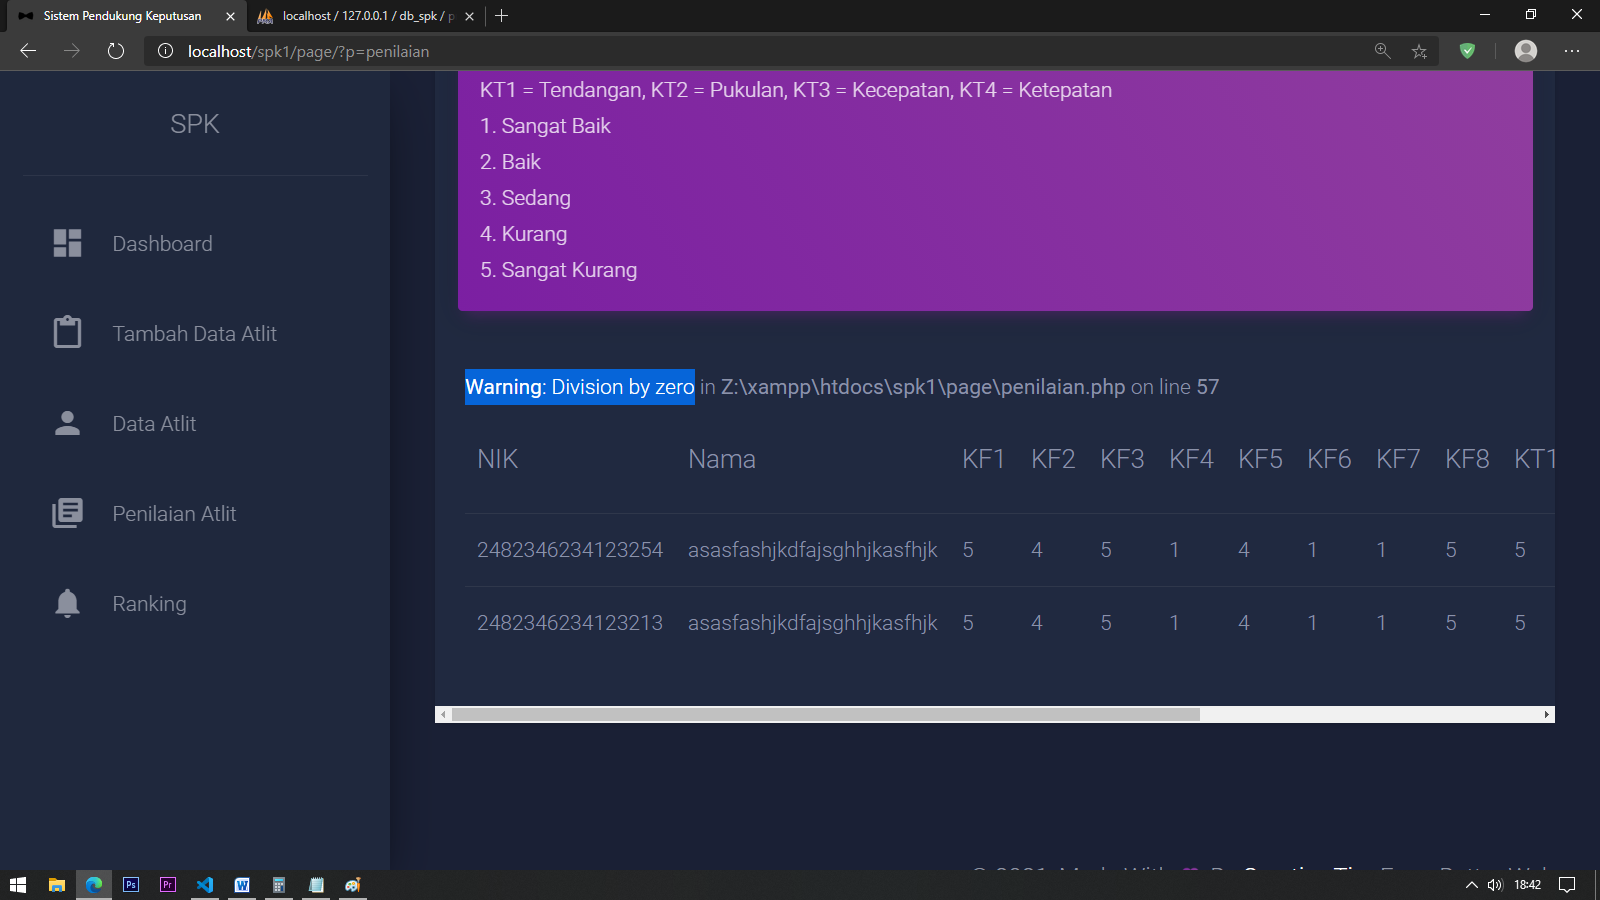 Sistem Pendukung Keputusan
localhost / 127.0.0.1 / db_spk / p
localhost/spk1/page/?p=penilaian
SPK
Dashboard
Tambah Data Atlit
Data Atlit
Penilaian Atlit
Ranking
KT1 = Tendangan, KT2 = Pukulan, KT3 = Kecepatan, KT4 = Ketepatan
1. Sangat Baik
2. Baik
3. Sedang
4. Kurang
5. Sangat Kurang
Warning: Division by zero in Z:\xampp\htdocs\spk1\page\penilaian.php on line 57
NIK Nama KF1 KF2 KF3 KF4 KF5 KF6 KF7 KF8 KT1
2482346234123254 asasfashjkdfajsghhjkasfhjk 5 4 5 1 4 1 1 5 5
2482346234123213 asasfashjkdfajsghhjkasfhjk 5 4 5 1 4 1 1 5 5
Ps Pr W
18:42